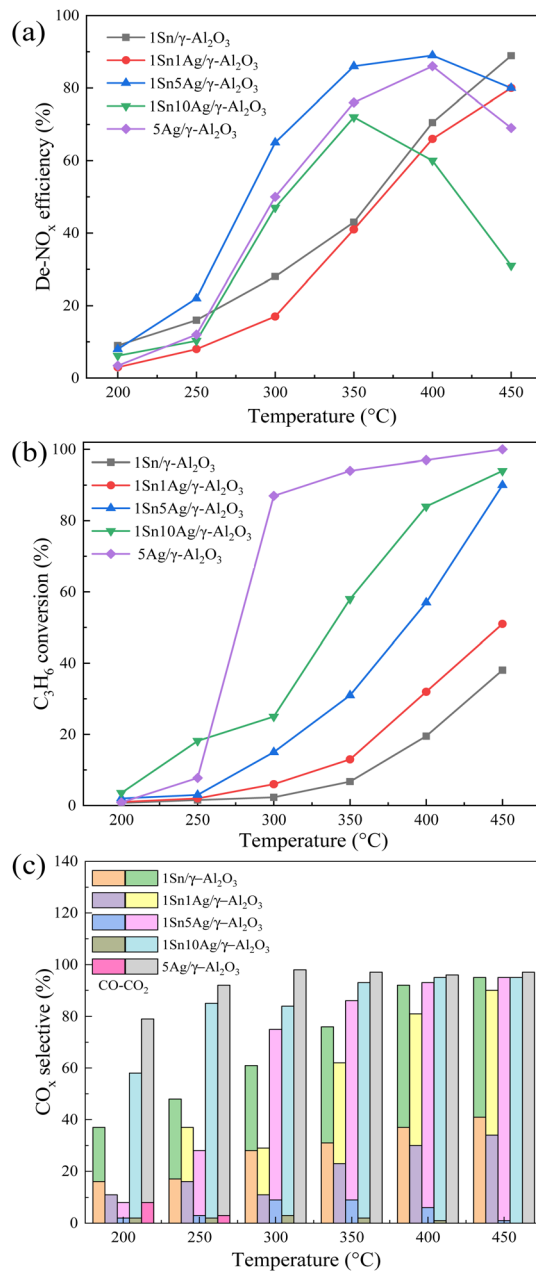 (a)
1Sn/γ-Al₂O₃
1Sn1Ag/γ-Al₂O₃
1Sn5Ag/γ-Al₂O₃
1Sn10Ag/γ-Al₂O₃
5Ag/γ-Al₂O₃
De-NOₓ efficiency (%)
100
80
60
40
20
0
200 250 300 350 400 450
Temperature (°C)
(b)
1Sn/γ-Al₂O₃
1Sn1Ag/γ-Al₂O₃
1Sn5Ag/γ-Al₂O₃
1Sn10Ag/γ-Al₂O₃
5Ag/γ-Al₂O₃
C₃H₆ conversion (%)
100
80
60
40
20
0
200 250 300 350 400 450
Temperature (°C)
(c)
1Sn/γ–Al₂O₃
1Sn1Ag/γ–Al₂O₃
1Sn5Ag/γ–Al₂O₃
1Sn10Ag/γ–Al₂O₃
5Ag/γ–Al₂O₃
CO-CO₂
COₓ selective (%)
140
120
100
80
60
40
20
0
200 250 300 350 400 450
Temperature (°C)